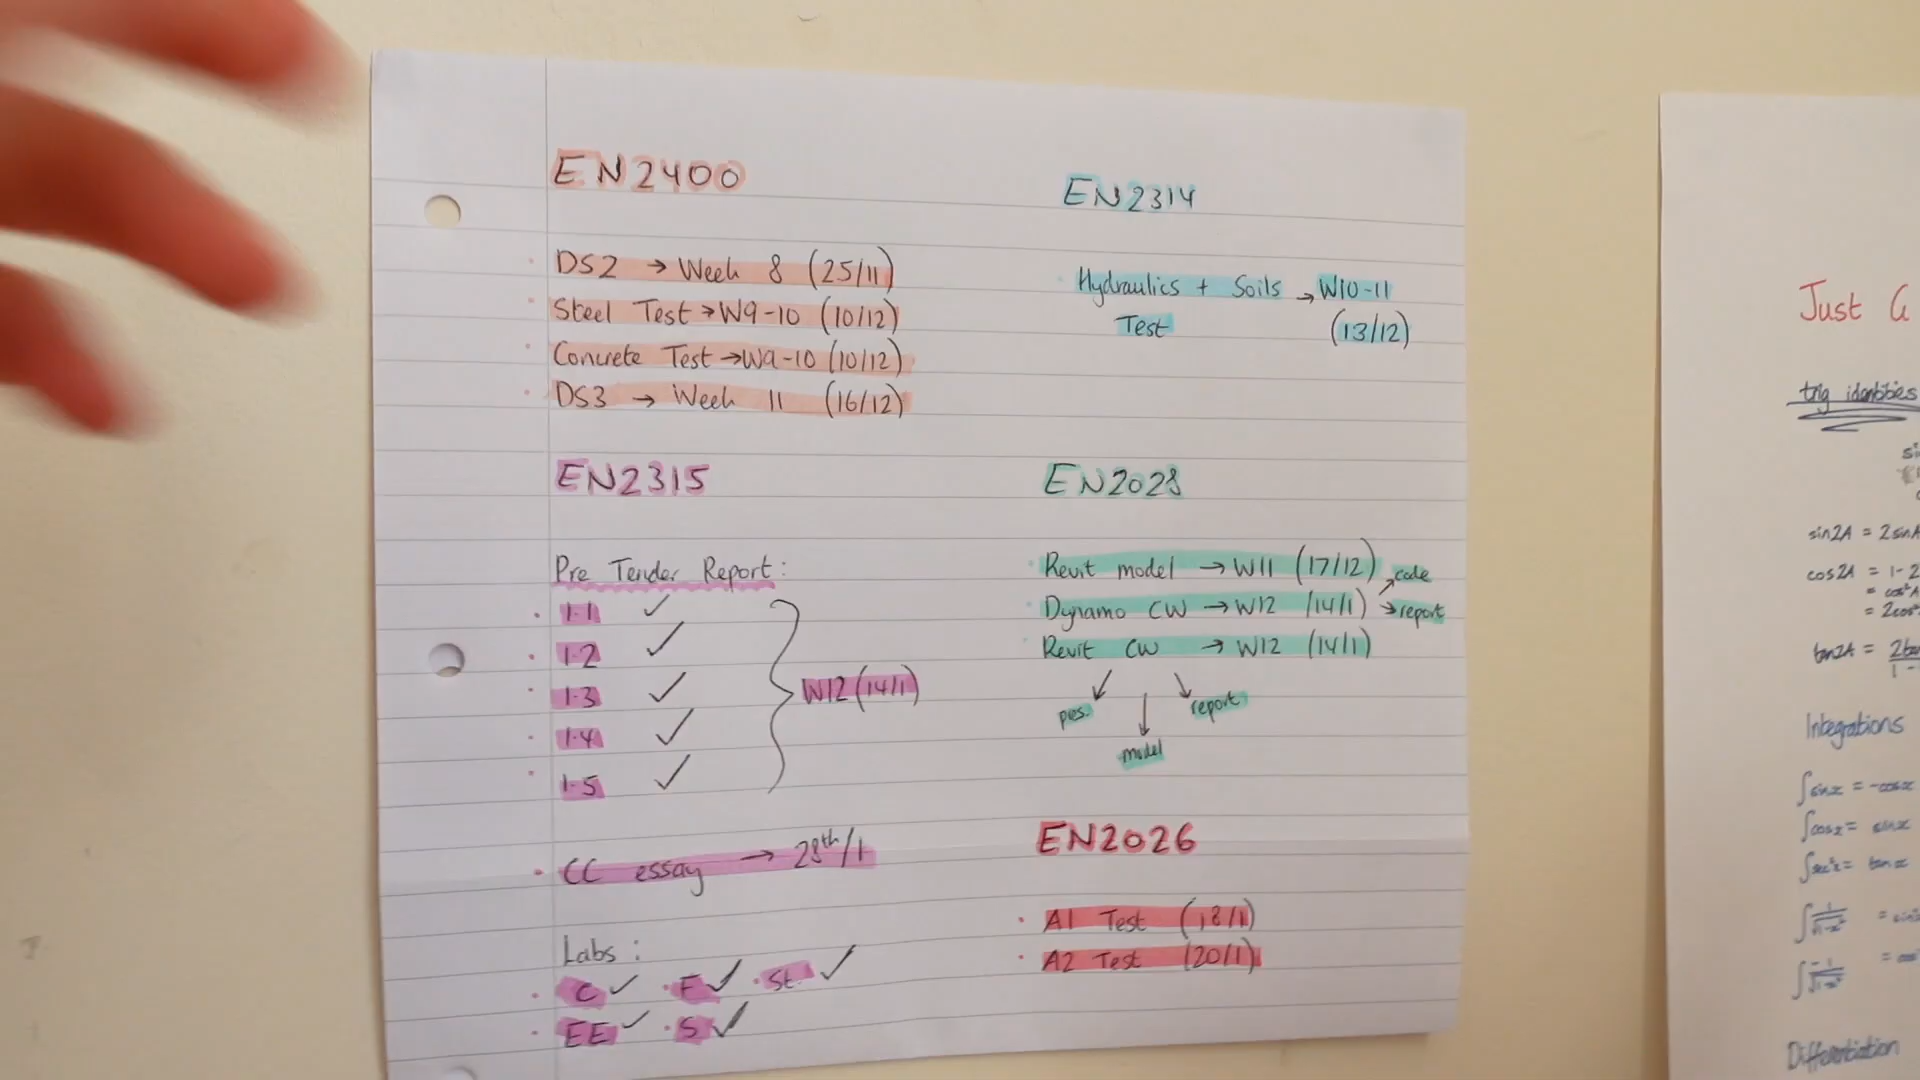 EN2400
DS2 → Week 8 (25/11)
Steel Test → W9-10 (10/12)
Concrete Test → W9-10 (10/12)
DS3 → Week 11 (16/12)
EN2315
Pre Tender Report:
1.1 ✓
1.2 ✓
1.3 ✓
1.4 ✓
1.5 ✓
W12 (14/1)
CC essay → 28th/1
Labs:
C ✓ · F ✓ · St. ✓
EE ✓ · S ✓
EN2314
Hydraulics + Soils → W10-11
Test (13/12)
EN2028
Revit model → W11 (17/12)
Dynamo CW → W12 (14/1)
→ code
→ report
Revit CW → W12 (14/1)
pres.
model
report
EN2026
A1 Test (18/1)
A2 Test (20/1)
Just
trig identities
sin2A = 2sinA
cos2A = 1-2
= cos²A
= 2cos²
tan2A =
1 -
Integrations
∫sinx = -cosx
∫cosx = sinx
∫sec²x = tanx
Differentiation